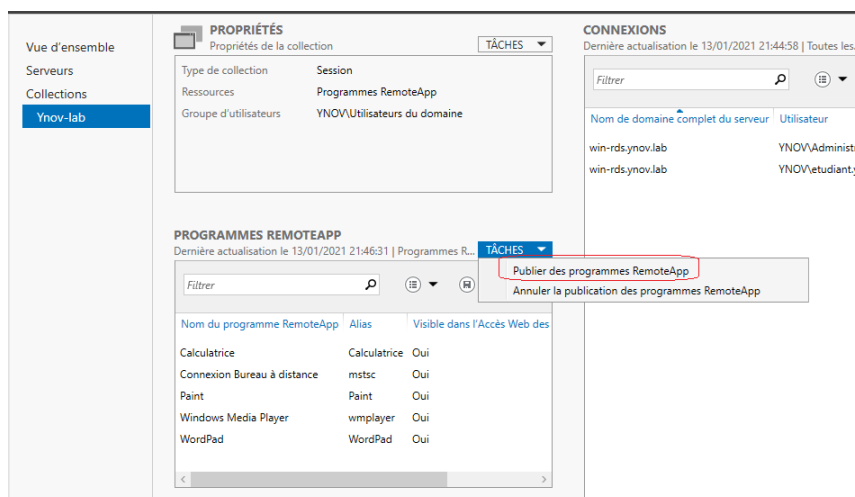 Vue d'ensemble
Serveurs
Collections
Ynov-lab
PROPRIÉTÉS
Propriétés de la collection
TÂCHES
Type de collection Session
Ressources Programmes RemoteApp
Groupe d'utilisateurs YNOV\Utilisateurs du domaine
PROGRAMMES REMOTEAPP
Dernière actualisation le 13/01/2021 21:46:31 | Programmes R...
TÂCHES
Publier des programmes RemoteApp
Annuler la publication des programmes RemoteApp
Filtrer
Nom du programme RemoteApp Alias Visible dans l'Accès Web des
Calculatrice Calculatrice Oui
Connexion Bureau à distance mstsc Oui
Paint Paint Oui
Windows Media Player wmplayer Oui
WordPad WordPad Oui
CONNEXIONS
Dernière actualisation le 13/01/2021 21:44:58 | Toutes les
Filtrer
Nom de domaine complet du serveur Utilisateur
win-rds.ynov.lab YNOV\Administ
win-rds.ynov.lab YNOV\etudiant.